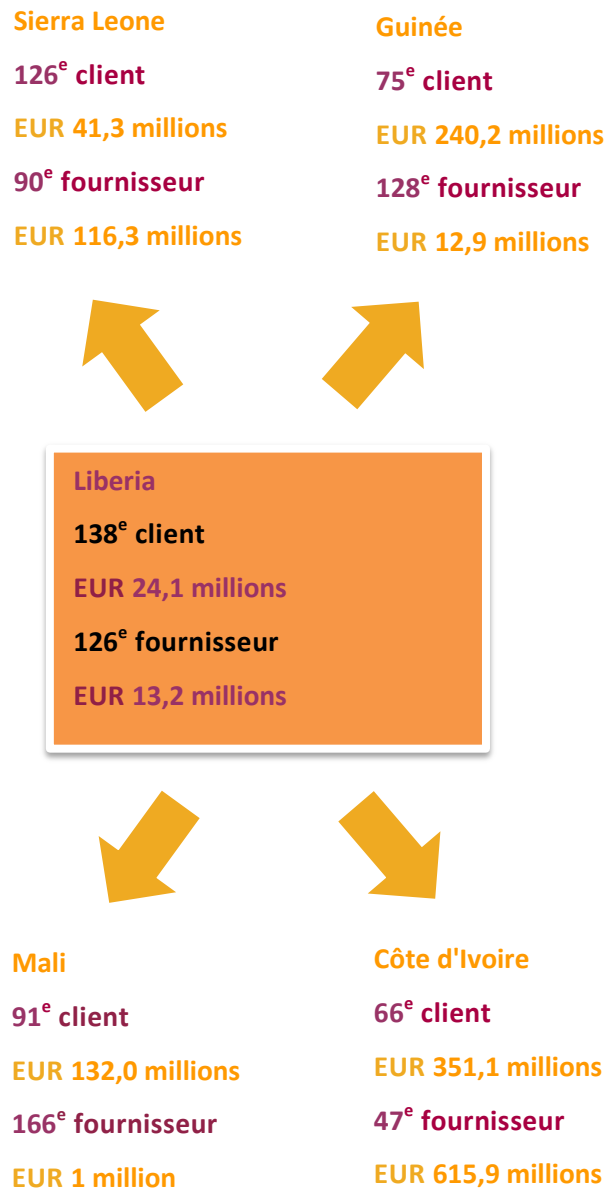 Sierra Leone
126e client
EUR 41,3 millions
90e fournisseur
EUR 116,3 millions
Guinée
75e client
EUR 240,2 millions
128e fournisseur
EUR 12,9 millions
Liberia
138e client
EUR 24,1 millions
126e fournisseur
EUR 13,2 millions
Mali
91e client
EUR 132,0 millions
166e fournisseur
EUR 1 million
Côte d'Ivoire
66e client
EUR 351,1 millions
47e fournisseur
EUR 615,9 millions